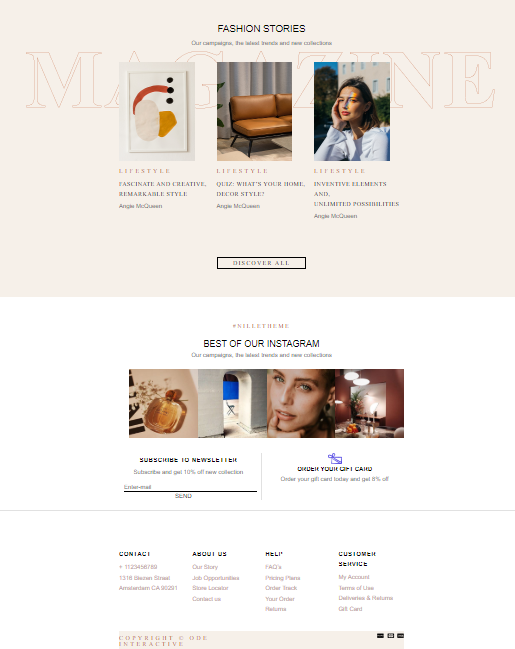 FASHION STORIES
Our campaigns, the latest trends and new collections
MAGAZINE
LIFESTYLE
FASCINATE AND CREATIVE,
REMARKABLE STYLE
Angie McQueen
LIFESTYLE
QUIZ: WHAT'S YOUR HOME,
DECOR STYLE?
Angie McQueen
LIFESTYLE
INVENTIVE ELEMENTS
AND,
UNLIMITED POSSIBILITIES
Angie McQueen
DISCOVER ALL
#SILLETHEME
BEST OF OUR INSTAGRAM
Our campaigns, the latest trends and new collections
SUBSCRIBE TO NEWSLETTER
Subscribe and get 10% off new collection
Enter-mail
SEND
ORDER YOUR GIFT CARD
Order your gift card today and get 8% off
CONTACT
+ 1123456789
1316 Steiren Street
Amsterdam CA 90291
ABOUT US
Our Story
Job Opportunities
Store Locator
Contact us
HELP
FAQ's
Pricing Plans
Order Track
Your Order
Returns
CUSTOMER
SERVICE
My Account
Terms of Use
Deliveries & Returns
Gift Card
COPYRIGHT © ODE
INTERACTIVE